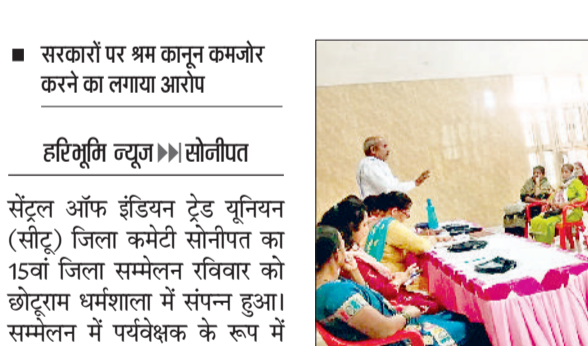 ■ सरकारों पर श्रम कानून कमजोर
करने का लगाया आरोप
हरिभूमि न्यूज ▶▶| सोनीपत
सेंट्रल ऑफ इंडियन ट्रेड यूनियन
(सीटू) जिला कमेटी सोनीपत का
15वां जिला सम्मेलन रविवार को
छोटूराम धर्मशाला में संपन्न हुआ।
सम्मेलन में पर्यवेक्षक के रूप में